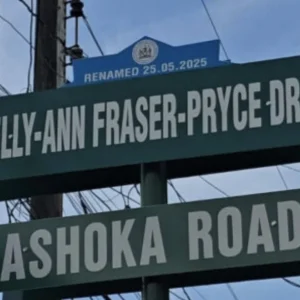 RENAMED 25.05.2025
LLY-ANN FRASER-PRYCE DR
ASHOKA ROAD